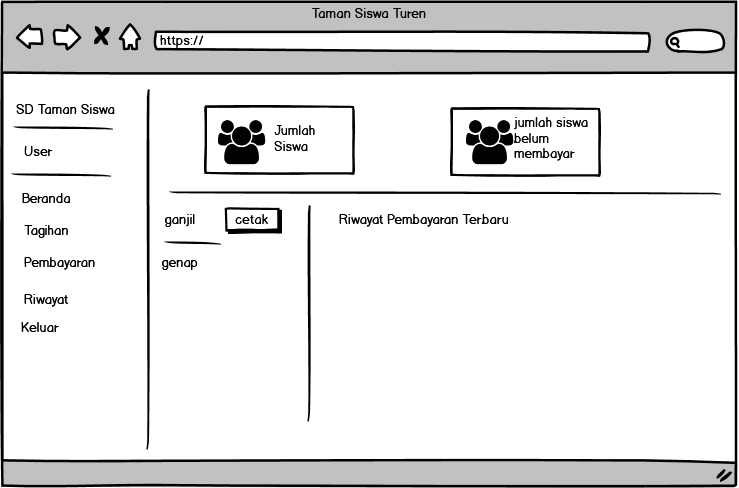 Taman Siswa Turen
https://
SD Taman Siswa
User
Beranda
Tagihan
Pembayaran
Riwayat
Keluar
Jumlah
Siswa
jumlah siswa
belum
membayar
ganjil
cetak
genap
Riwayat Pembayaran Terbaru